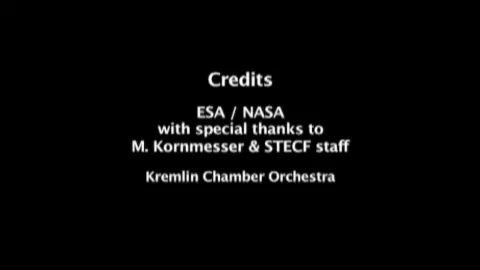 Credits
ESA / NASA
with special thanks to
M. Kornmesser & STECF staff
Kremlin Chamber Orchestra